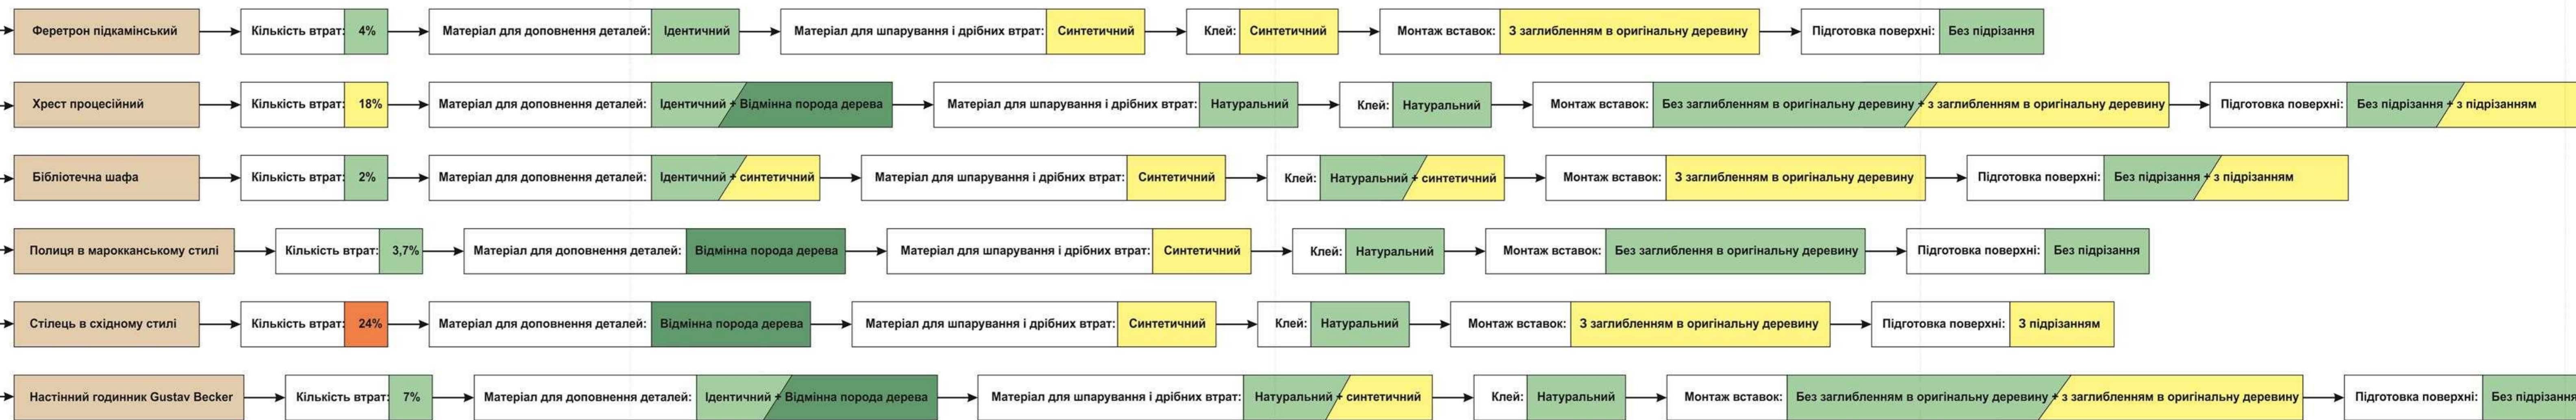 Феретрон підкамінський Кількість втрат: 4% Матеріал для доповнення деталей: Ідентичний Матеріал для шпарування і дрібних втрат: Синтетичний Клей: Синтетичний Монтаж вставок: З заглибленням в оригінальну деревину Підготовка поверхні: Без підрізання
Хрест процесійний Кількість втрат: 18% Матеріал для доповнення деталей: Ідентичний + Відмінна порода дерева Матеріал для шпарування і дрібних втрат: Натуральний Клей: Натуральний Монтаж вставок: Без заглибленням в оригінальну деревину + з заглибленням в оригінальну деревину Підготовка поверхні: Без підрізання + з підрізанням
Бібліотечна шафа Кількість втрат: 2% Матеріал для доповнення деталей: Ідентичний + синтетичний Матеріал для шпарування і дрібних втрат: Синтетичний Клей: Натуральний + синтетичний Монтаж вставок: З заглибленням в оригінальну деревину Підготовка поверхні: Без підрізання + з підрізанням
Полиця в марокканському стилі Кількість втрат: 3,7% Матеріал для доповнення деталей: Відмінна порода дерева Матеріал для шпарування і дрібних втрат: Синтетичний Клей: Натуральний Монтаж вставок: Без заглиблення в оригінальну деревину Підготовка поверхні: Без підрізання
Стілець в східному стилі Кількість втрат: 24% Матеріал для доповнення деталей: Відмінна порода дерева Матеріал для шпарування і дрібних втрат: Синтетичний Клей: Натуральний Монтаж вставок: З заглибленням в оригінальну деревину Підготовка поверхні: З підрізанням
Настінний годинник Gustav Becker Кількість втрат: 7% Матеріал для доповнення деталей: Ідентичний + Відмінна порода дерева Матеріал для шпарування і дрібних втрат: Натуральний + синтетичний Клей: Натуральний Монтаж вставок: Без заглибленням в оригінальну деревину + з заглибленням в оригінальну деревину Підготовка поверхні: Без